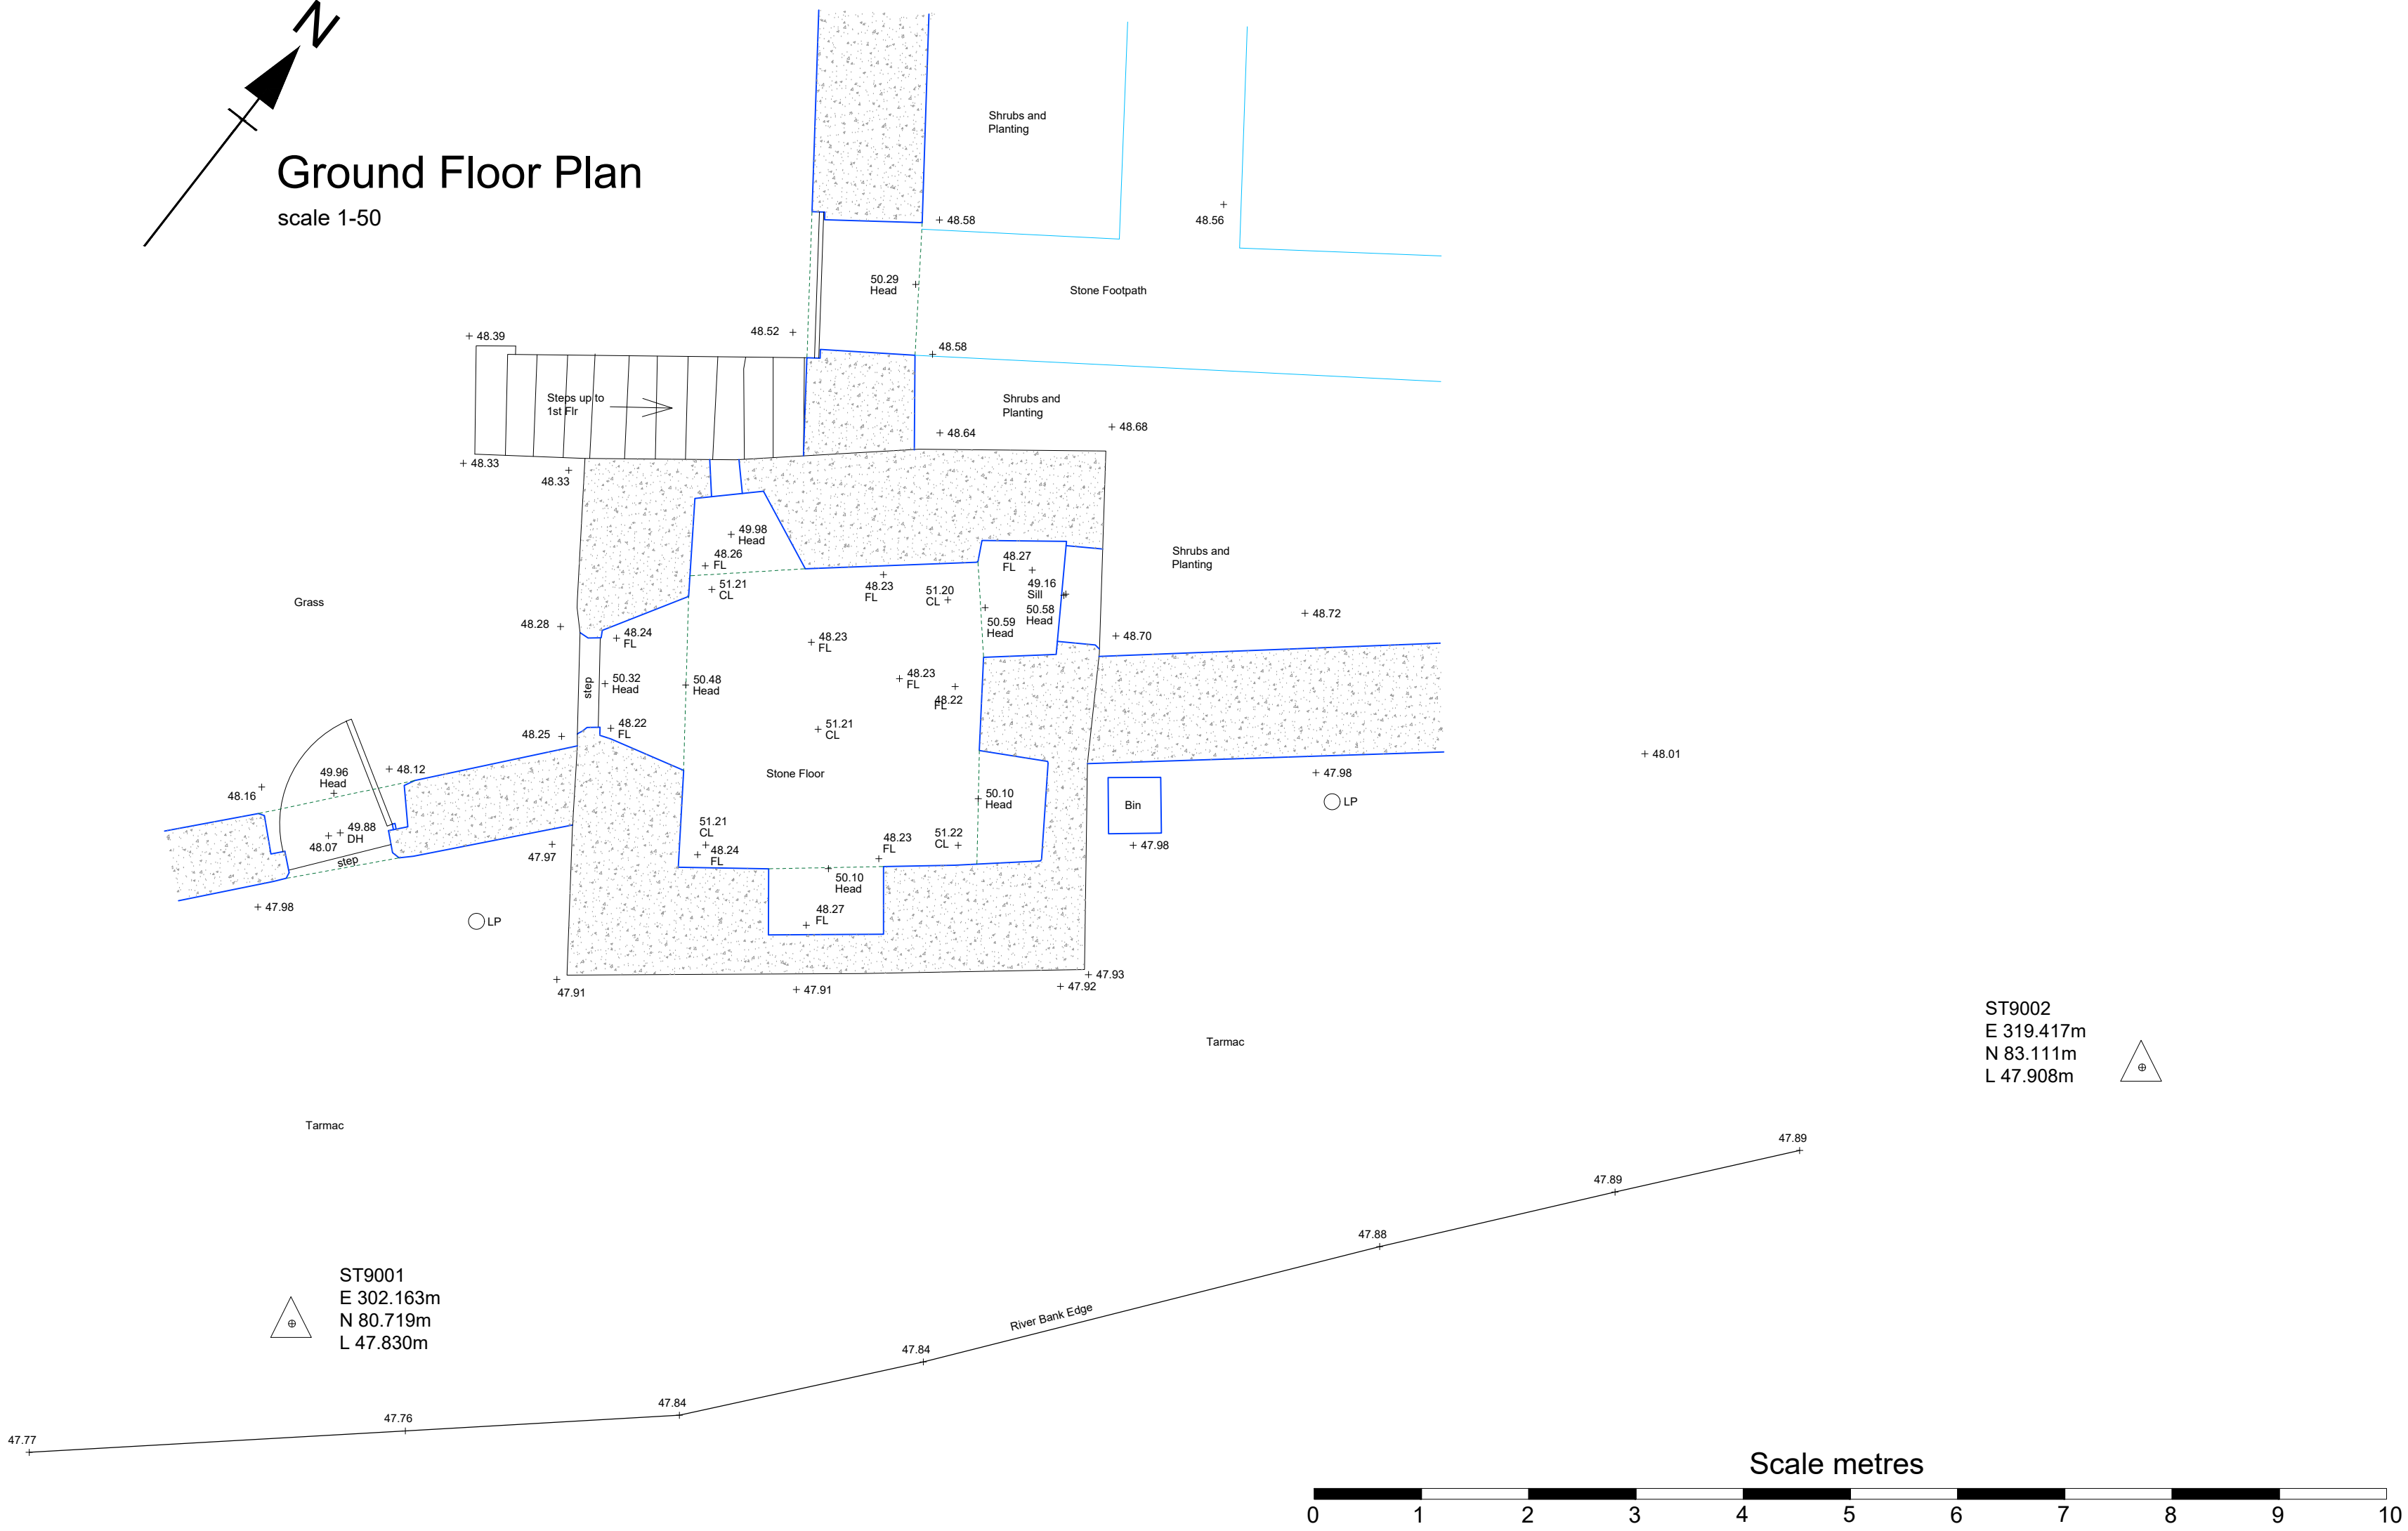 N
Ground Floor Plan
scale 1-50
Shrubs and
Planting
48.58
48.56
50.29
Head
Stone Footpath
48.52
48.39
48.58
Steps up to
1st Flr
Shrubs and
Planting
48.64
48.68
48.33
48.33
49.98
Head
48.26
FL
51.21
CL
48.23
FL
51.20
CL
48.27
FL
49.16
Sill
50.58
Head
50.59
Head
Shrubs and
Planting
Grass
48.28
48.24
FL
48.23
FL
48.72
48.70
step
50.32
Head
50.48
Head
48.23
FL
48.22
FL
48.22
FL
51.21
CL
48.25
48.01
Stone Floor
49.96
Head
48.12
48.16
47.98
50.10
Head
Bin
LP
49.88
DH
48.07
step
51.21
CL
48.24
FL
48.23
FL
51.22
CL
47.98
47.97
50.10
Head
48.27
FL
47.98
LP
47.91
47.91
47.93
47.92
Tarmac
ST9002
E 319.417m
N 83.111m
L 47.908m
Tarmac
47.89
47.89
47.88
ST9001
E 302.163m
N 80.719m
L 47.830m
River Bank Edge
47.84
47.84
47.76
47.77
Scale metres
0 1 2 3 4 5 6 7 8 9 10